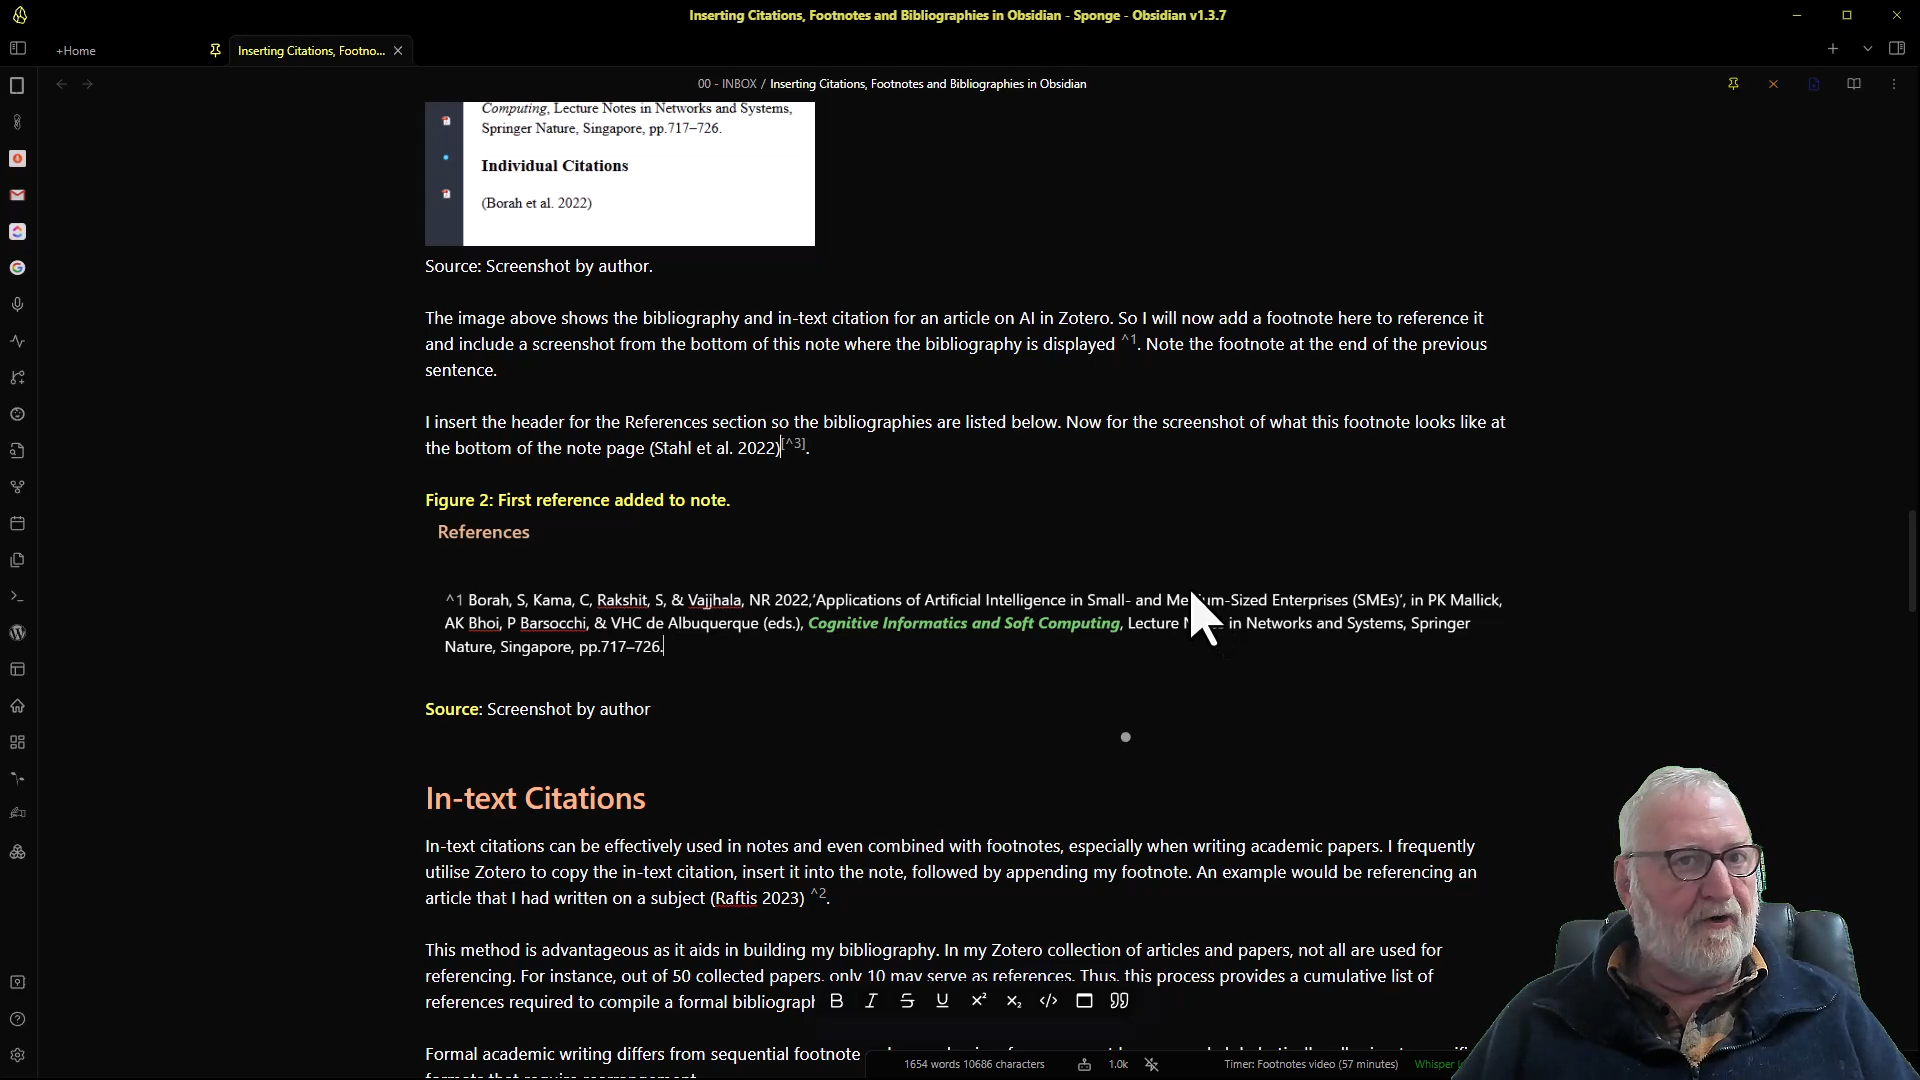 Inserting Citations, Footnotes and Bibliographies in Obsidian - Sponge - Obsidian v1.3.7
+Home
Inserting Citations, Footno...
00 - INBOX / Inserting Citations, Footnotes and Bibliographies in Obsidian
Computing, Lecture Notes in Networks and Systems,
Springer Nature, Singapore, pp.717–726.
Individual Citations
(Borah et al. 2022)
Source: Screenshot by author.
The image above shows the bibliography and in-text citation for an article on AI in Zotero. So I will now add a footnote here to reference it
and include a screenshot from the bottom of this note where the bibliography is displayed ^1. Note the footnote at the end of the previous
sentence.
I insert the header for the References section so the bibliographies are listed below. Now for the screenshot of what this footnote looks like at
the bottom of the note page (Stahl et al. 2022)[^3].
Figure 2: First reference added to note.
References
^1 Borah, S, Kama, C, Rakshit, S, & Vajjhala, NR 2022,'Applications of Artificial Intelligence in Small- and Me um-Sized Enterprises (SMEs)', in PK Mallick,
AK Bhoi, P Barsocchi, & VHC de Albuquerque (eds.), Cognitive Informatics and Soft Computing, Lecture N in Networks and Systems, Springer
Nature, Singapore, pp.717–726.
Source: Screenshot by author
In-text Citations
In-text citations can be effectively used in notes and even combined with footnotes, especially when writing academic papers. I frequently
utilise Zotero to copy the in-text citation, insert it into the note, followed by appending my footnote. An example would be referencing an
article that I had written on a subject (Raftis 2023) ^2.
This method is advantageous as it aids in building my bibliography. In my Zotero collection of articles and papers, not all are used for
referencing. For instance, out of 50 collected papers, only 10 may serve as references. Thus, this process provides a cumulative list of
references required to compile a formal bibliograph
B I S U X² X₂ </>
Formal academic writing differs from sequential footnote
1654 words 10686 characters
1.0k
Timer: Footnotes video (57 minutes)
Whisper